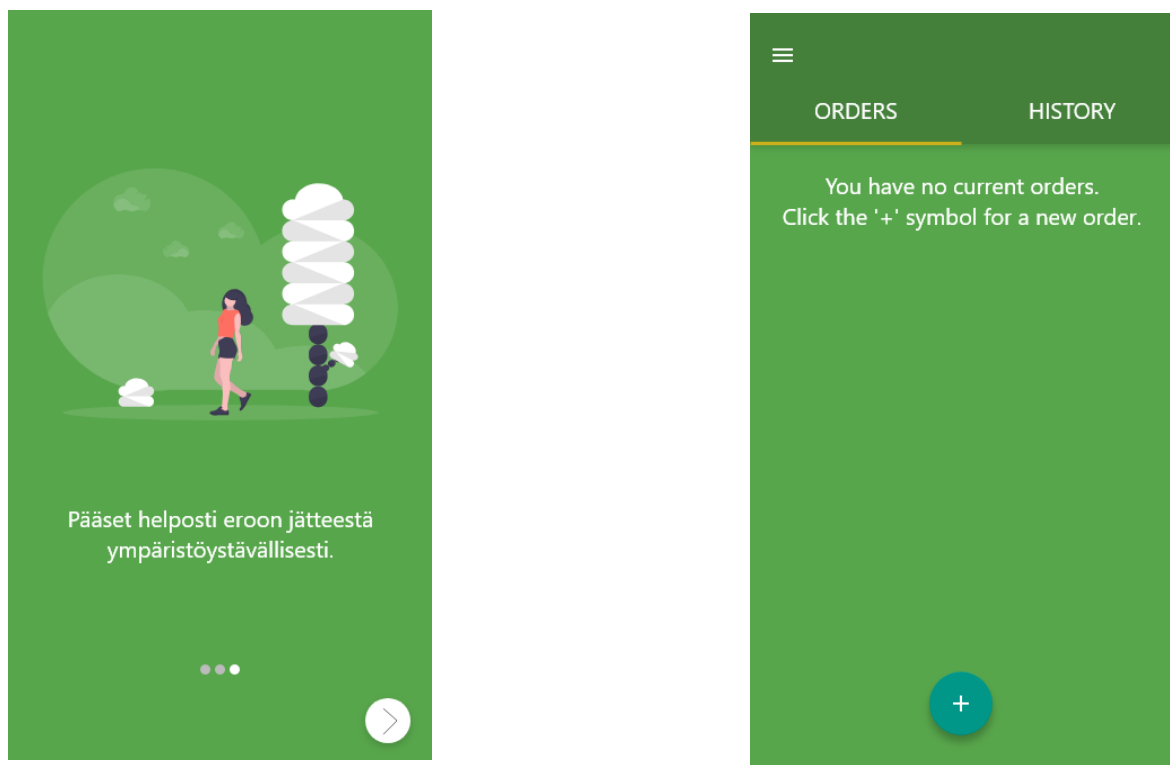 Pääset helposti eroon jätteestä
ympäristöystävällisesti.
ORDERS HISTORY
You have no current orders.
Click the '+' symbol for a new order.
+